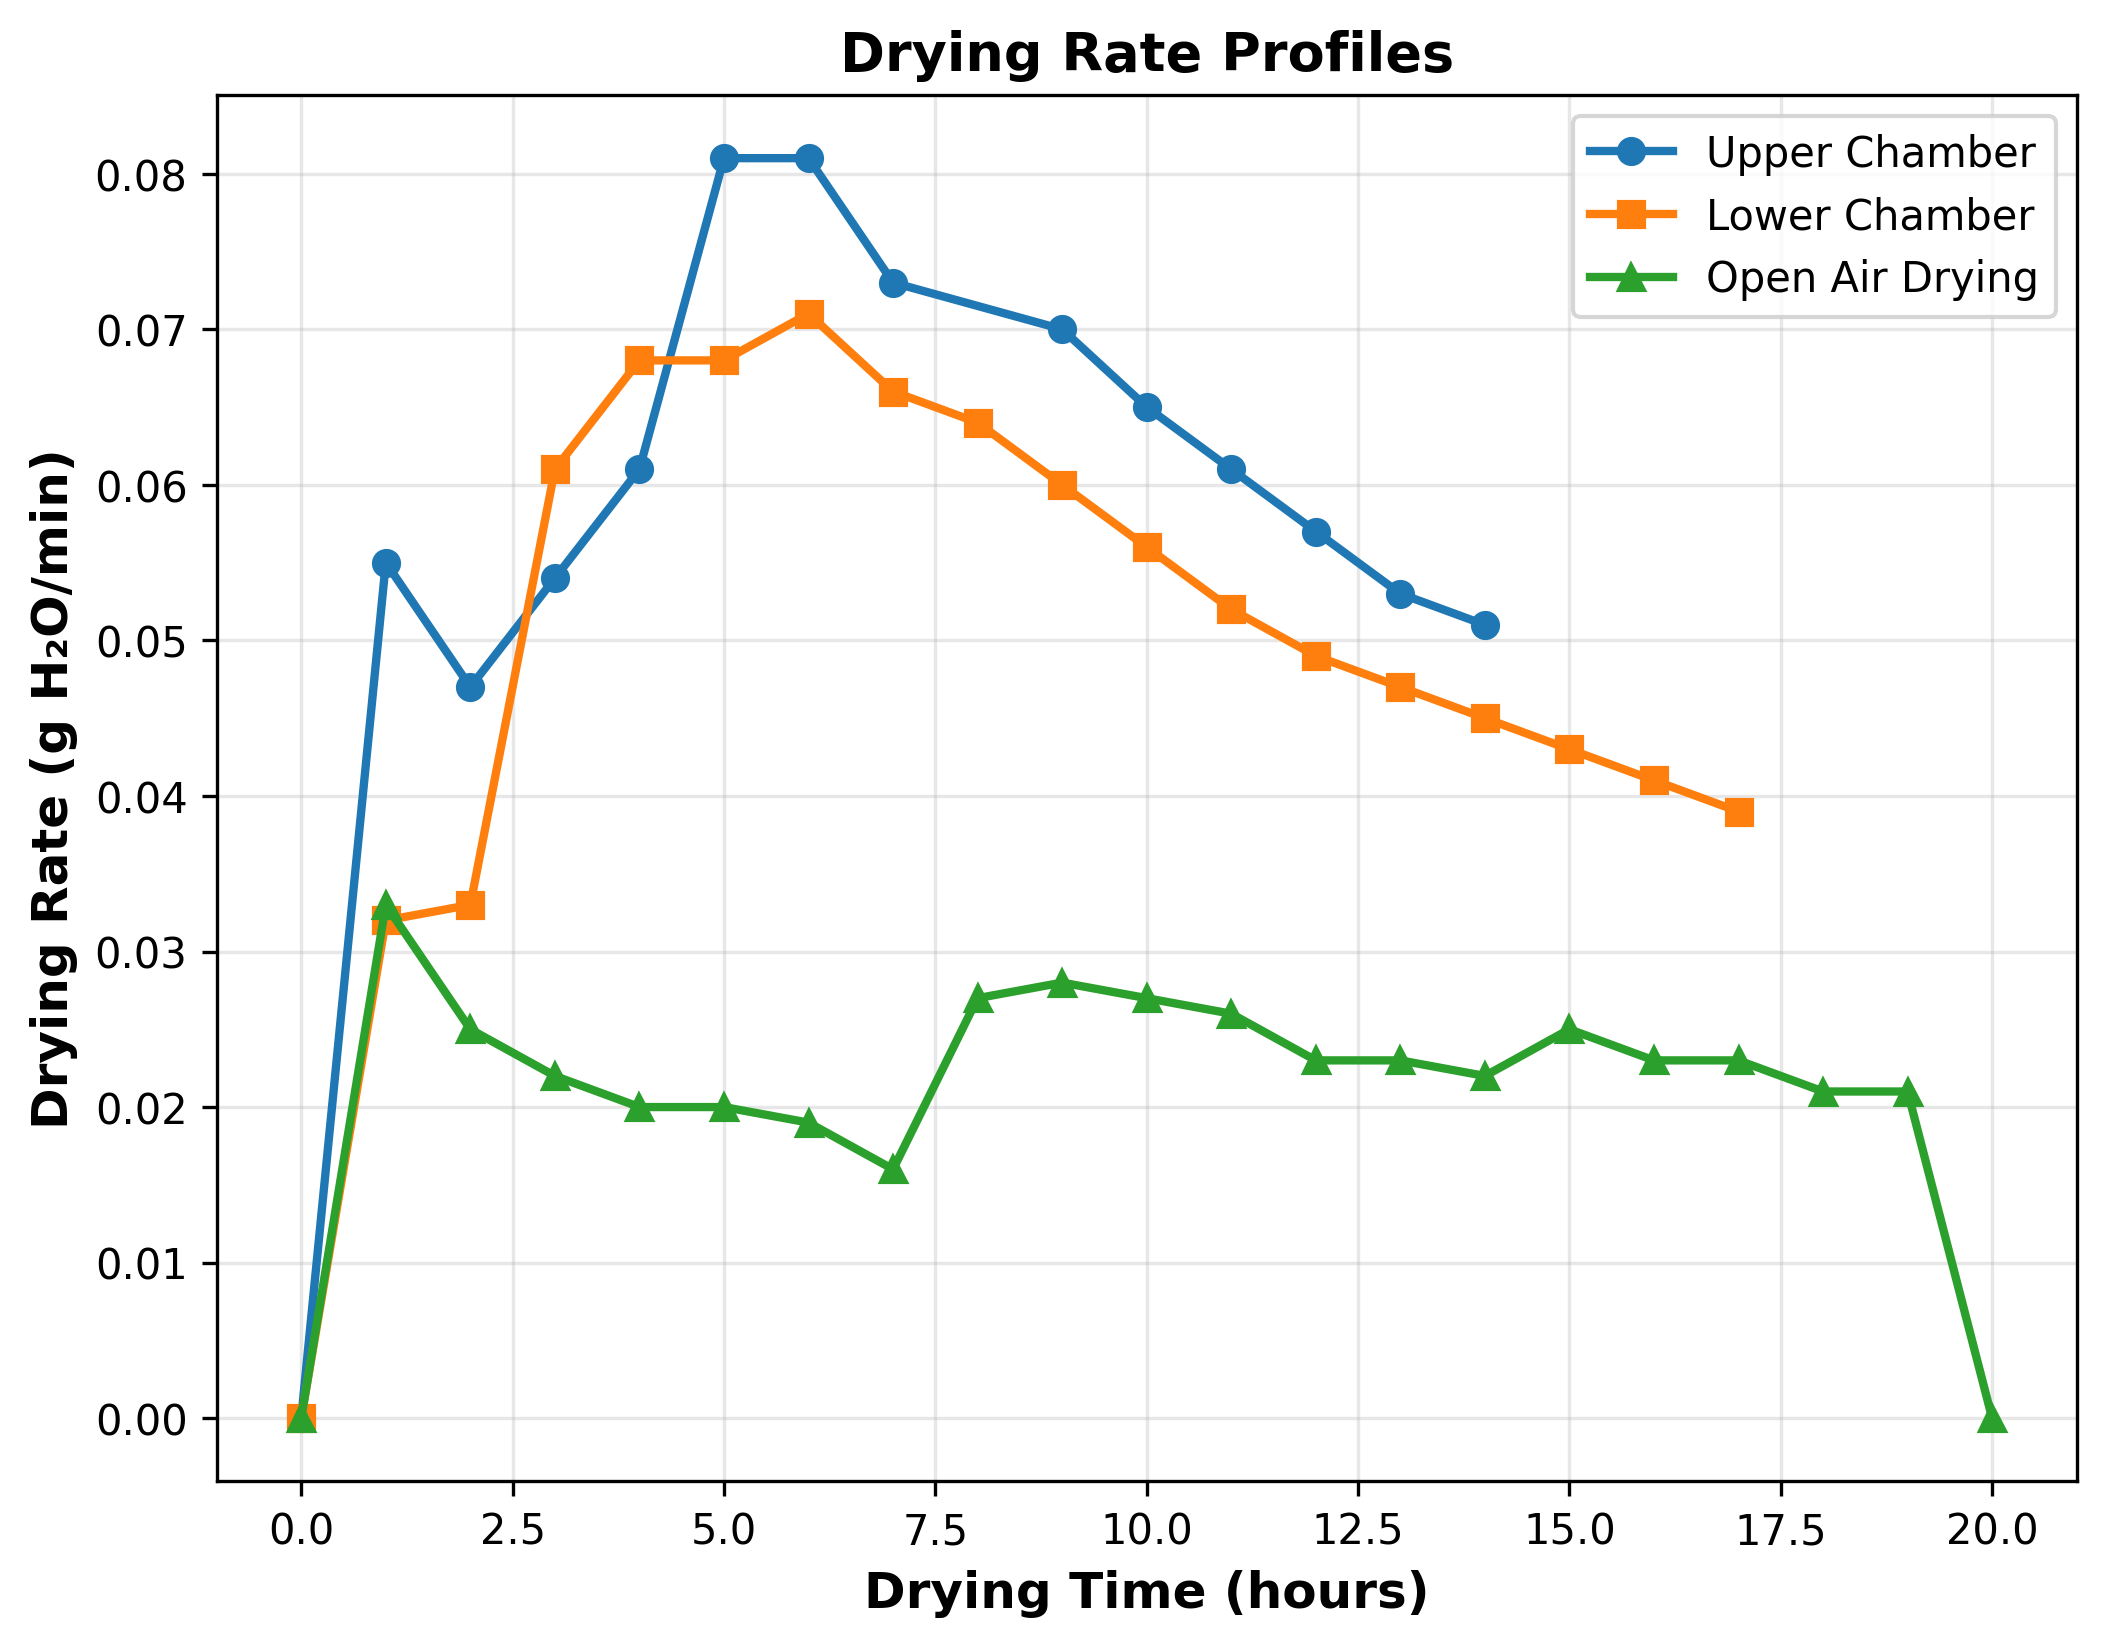 Drying Rate Profiles
Upper Chamber
Lower Chamber
Open Air Drying
Drying Rate (g H₂O/min)
0.08
0.07
0.06
0.05
0.04
0.03
0.02
0.01
0.00
0.0 2.5 5.0 7.5 10.0 12.5 15.0 17.5 20.0
Drying Time (hours)